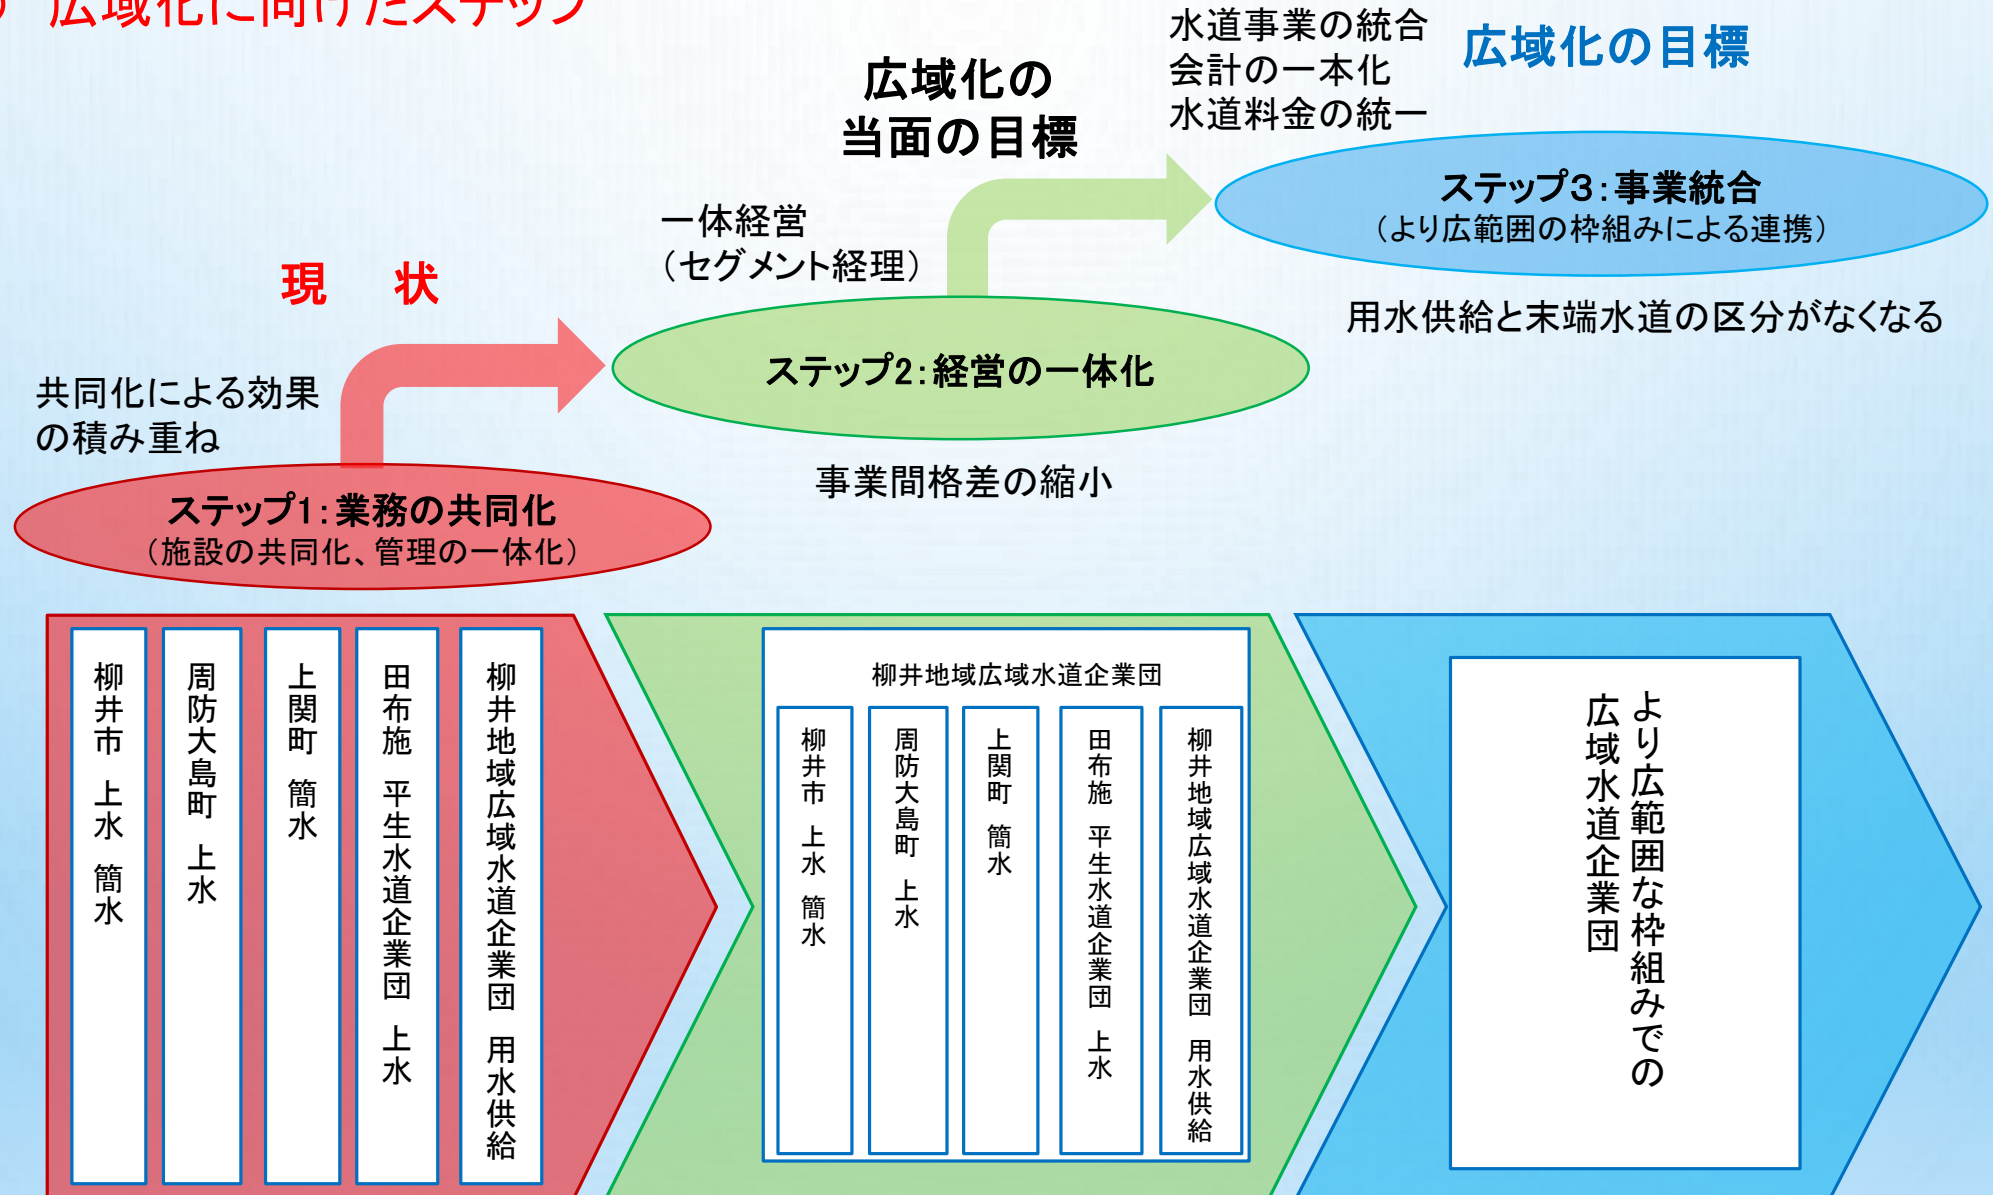 広域化に向けたステップ
水道事業の統合
会計の一本化
水道料金の統一
広域化の目標
広域化の
当面の目標
ステップ3:事業統合
(より広範囲の枠組みによる連携)
一体経営
(セグメント経理)
現 状
用水供給と末端水道の区分がなくなる
ステップ2:経営の一体化
共同化による効果
の積み重ね
事業間格差の縮小
ステップ1:業務の共同化
(施設の共同化、管理の一体化)
柳井市 上水 簡水
周防大島町 上水
上関町 簡水
田布施 平生水道企業団 上水
柳井地域広域水道企業団 用水供給
柳井地域広域水道企業団
柳井市 上水 簡水
周防大島町 上水
上関町 簡水
田布施 平生水道企業団 上水
柳井地域広域水道企業団 用水供給
より広範囲な枠組みでの
広域水道企業団